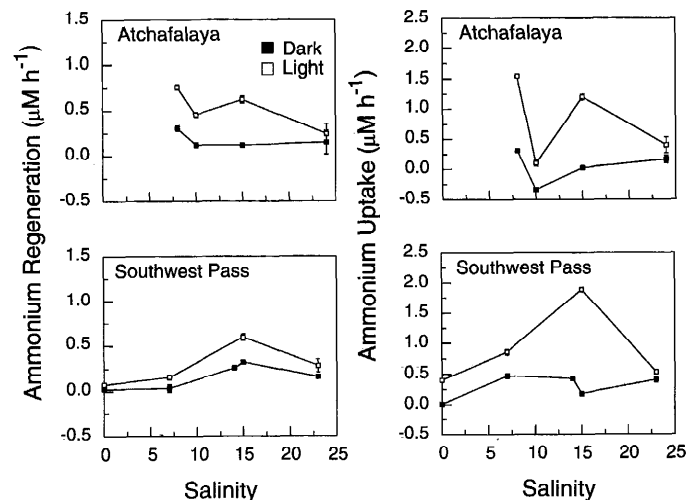 Ammonium Regeneration (μM h⁻¹)
1.5
1.0
0.5
0.0
-0.5
Atchafalaya
■ Dark
□ Light
1.5
1.0
0.5
0.0
-0.5
Southwest Pass
0 5 10 15 20 25
Salinity
Ammonium Uptake (μM h⁻¹)
2.5
2.0
1.5
1.0
0.5
0.0
-0.5
Atchafalaya
2.5
2.0
1.5
1.0
0.5
0.0
-0.5
Southwest Pass
0 5 10 15 20 25
Salinity